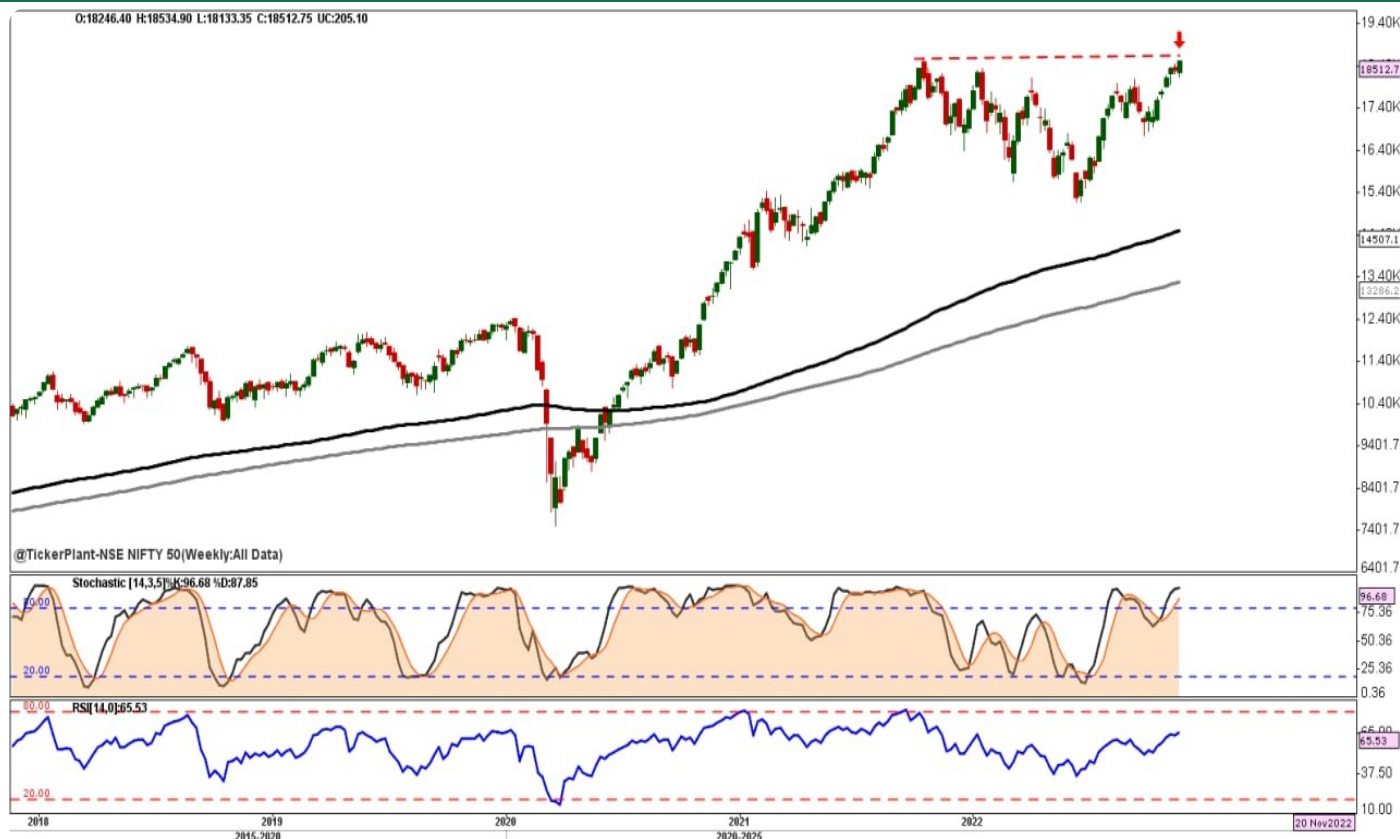 O:18246.40 H:18534.90 L:18133.35 C:18512.75 UC:205.10
19.40K
18512.7
17.40K
16.40K
15.40K
14507.1
13.40K
13286.2
12.40K
11.40K
10.40K
9401.7
8401.7
7401.7
6401.7
@TickerPlant-NSE NIFTY 50(Weekly:All Data)
Stochastic [14,3,5]%K:96.68 %D:87.85
80.00
20.00
96.68
75.36
50.36
25.36
0.36
RSI[14,0]:65.53
80.00
20.00
65.53
37.50
10.00
2018 2019 2020 2021 2022 20 Nov2022
2015-2020 2020-2025